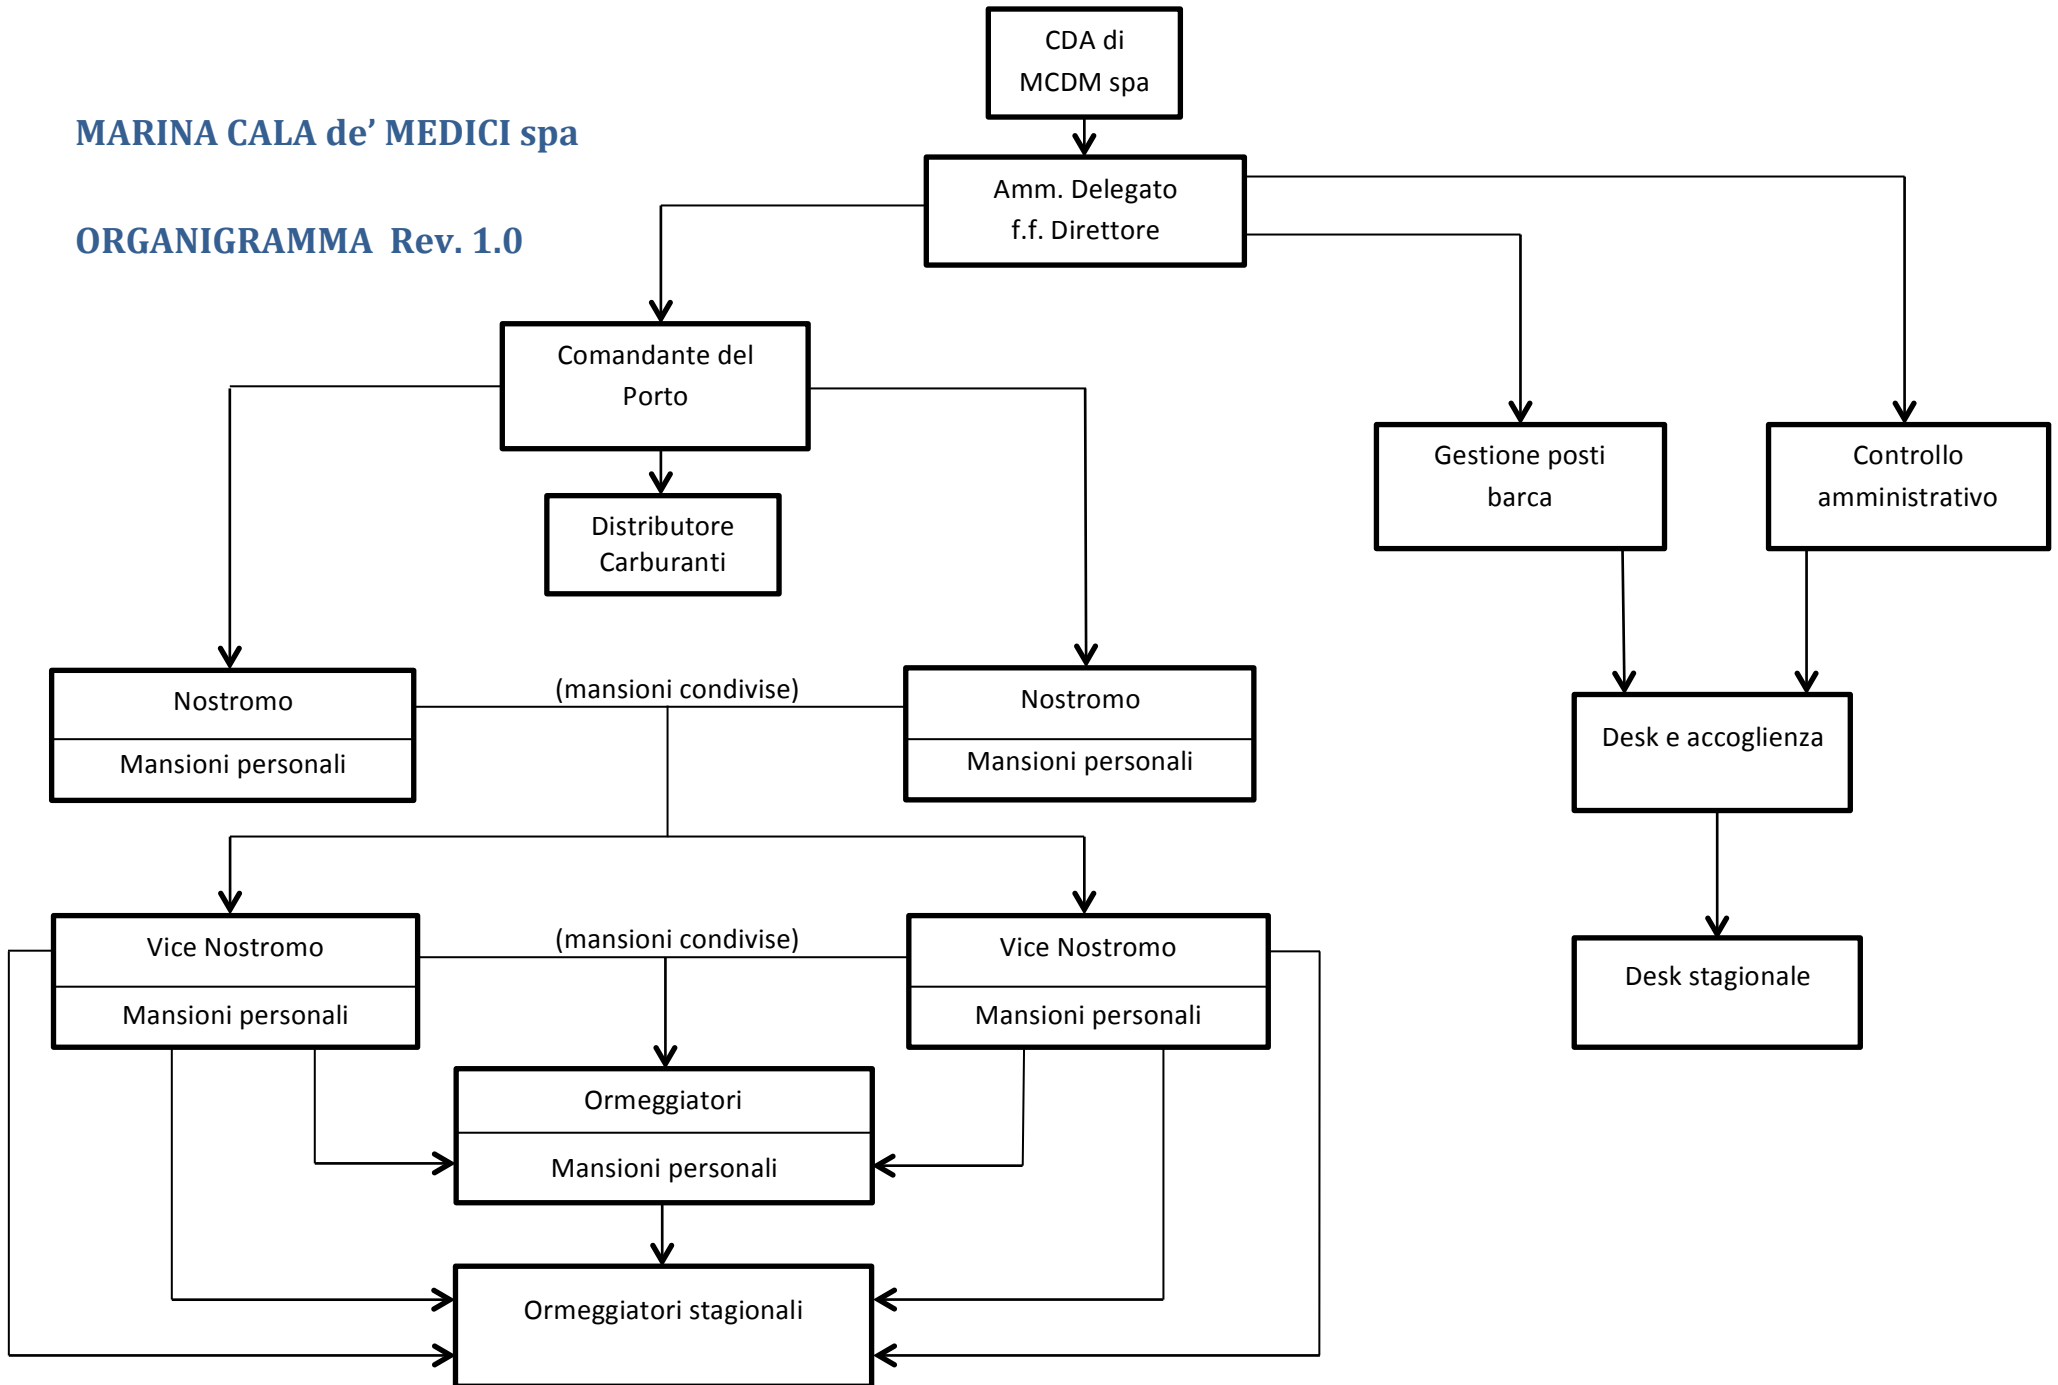 CDA di
MCDM spa
MARINA CALA de’ MEDICI spa
Amm. Delegato
f.f. Direttore
ORGANIGRAMMA Rev. 1.0
Comandante del
Porto
Gestione posti
barca
Controllo
amministrativo
Distributore
Carburanti
Nostromo
Mansioni personali
(mansioni condivise)
Nostromo
Mansioni personali
Desk e accoglienza
Vice Nostromo
Mansioni personali
(mansioni condivise)
Vice Nostromo
Mansioni personali
Desk stagionale
Ormeggiatori
Mansioni personali
Ormeggiatori stagionali